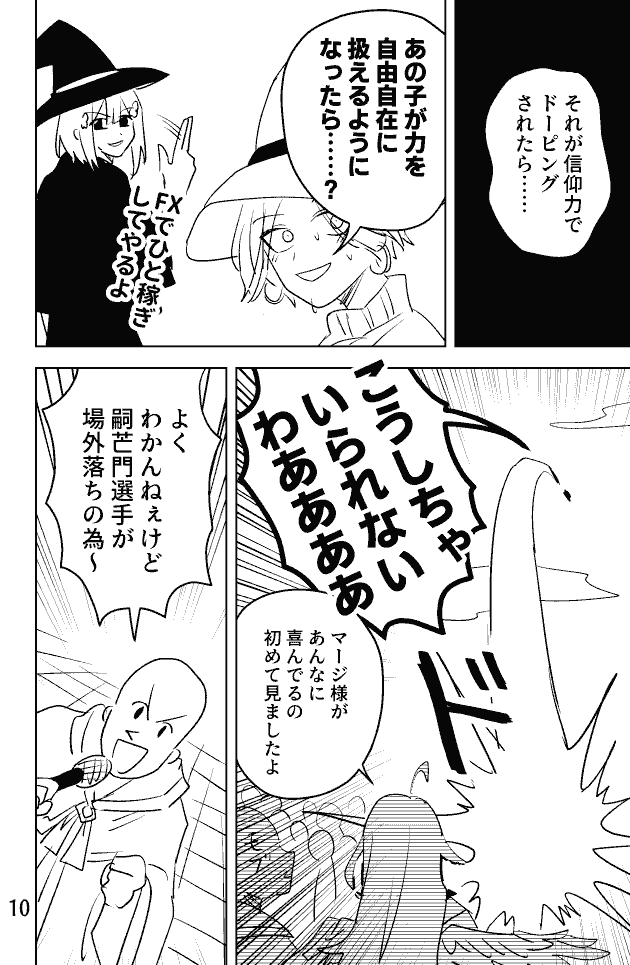 それが信仰力で
ドーピング
されたら……
あの子が力を
自由自在に
扱えるように
なったら……?
FXでひと稼ぎ
してやるよ
こうしちゃ
いられない
わああああ
ド
マージ様が
あんなに
喜んでるの
初めて見ましたよ
よく
わかんねぇけど
嗣芒門選手が
場外落ちの為〜
10